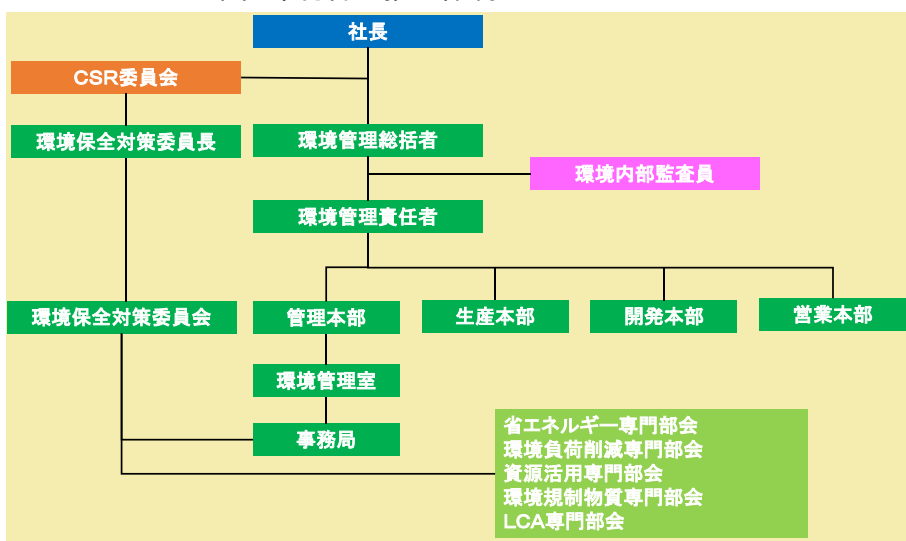 社長
CSR委員会
環境保全対策委員長
環境管理総括者
環境内部監査員
環境管理責任者
環境保全対策委員会
管理本部
生産本部
開発本部
営業本部
環境管理室
事務局
省エネルギー専門部会
環境負荷削減専門部会
資源活用専門部会
環境規制物質専門部会
LCA専門部会